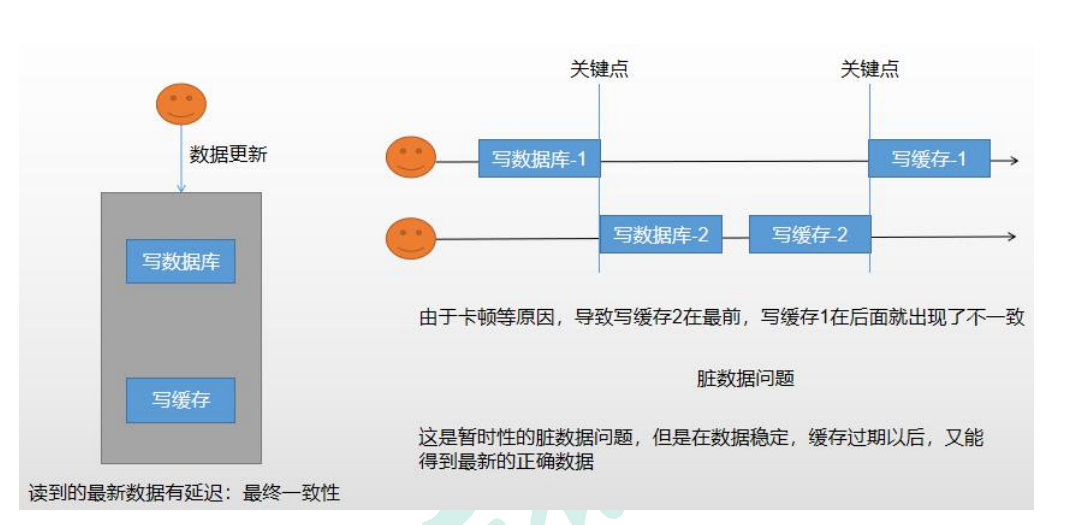 数据更新
写数据库
写缓存
读到的最新数据有延迟：最终一致性
关键点
关键点
写数据库-1
写缓存-1
写数据库-2
写缓存-2
由于卡顿等原因，导致写缓存2在最前，写缓存1在后面就出现了不一致
脏数据问题
这是暂时性的脏数据问题，但是在数据稳定，缓存过期以后，又能
得到最新的正确数据